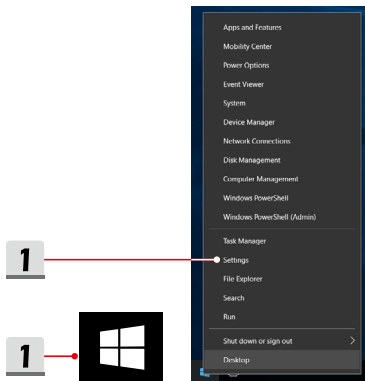 Apps and Features
Mobility Center
Power Options
Event Viewer
System
Device Manager
Network Connections
Disk Management
Computer Management
Windows PowerShell
Windows PowerShell (Admin)
Task Manager
1
Settings
File Explorer
Search
Run
Shut down or sign out
1
Desktop